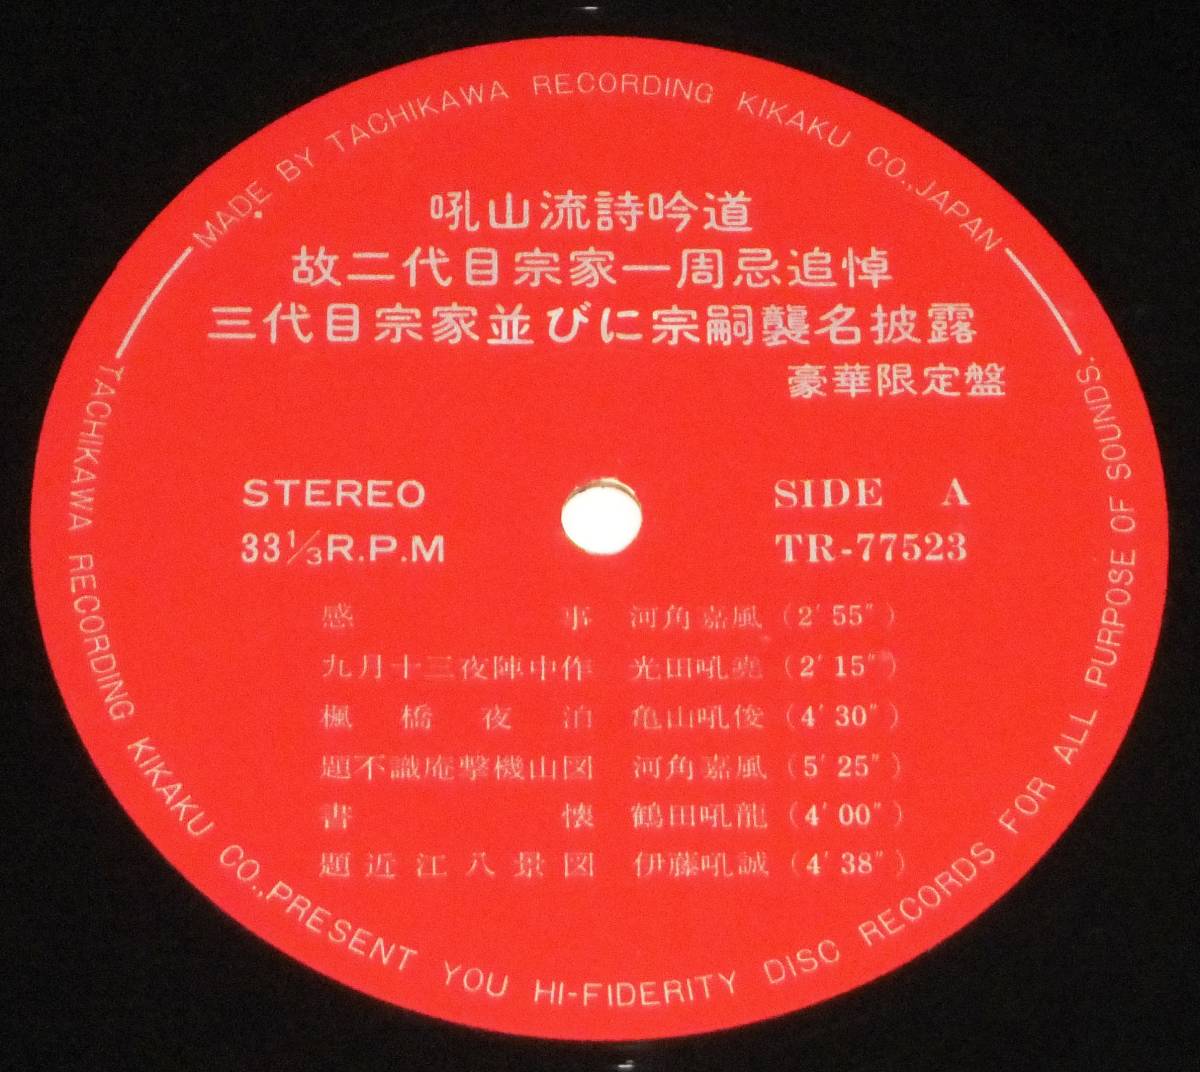 MADE BY TACHIKAWA RECORDING KIKAKU CO., JAPAN
吼山流詩吟道
故二代目宗家一周忌追悼
三代目宗家並びに宗嗣襲名披露
豪華限定盤
STEREO
SIDE A
33 1/3 R.P.M
TR-77523
感事 河角嘉風 (2′55″)
九月十三夜陣中作 光田吼堯 (2′15″)
楓橋夜泊 亀山吼俊 (4′30″)
題不識庵撃機山図 河角嘉風 (5′25″)
書懐 鶴田吼龍 (4′00″)
題近江八景図 伊藤吼誠 (4′38″)
TACHIKAWA RECORDING KIKAKU CO., PRESENT YOU HI-FIDERITY DISC RECORDS FOR ALL PURPOSE OF SOUNDS.